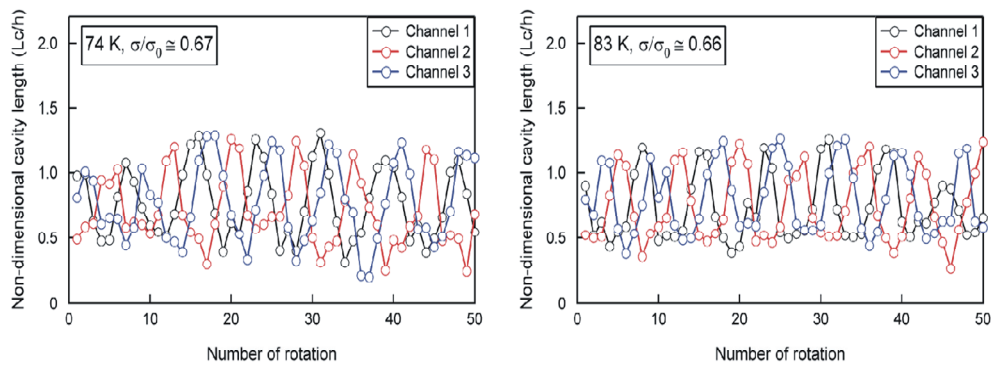 Non-dimensional cavity length (Lc/h)
2.0
1.5
1.0
0.5
0
74 K, σ/σ₀ ≅ 0.67
Channel 1
Channel 2
Channel 3
0 10 20 30 40 50
Number of rotation
Non-dimensional cavity length (Lc/h)
2.0
1.5
1.0
0.5
0
83 K, σ/σ₀ ≅ 0.66
Channel 1
Channel 2
Channel 3
0 10 20 30 40 50
Number of rotation